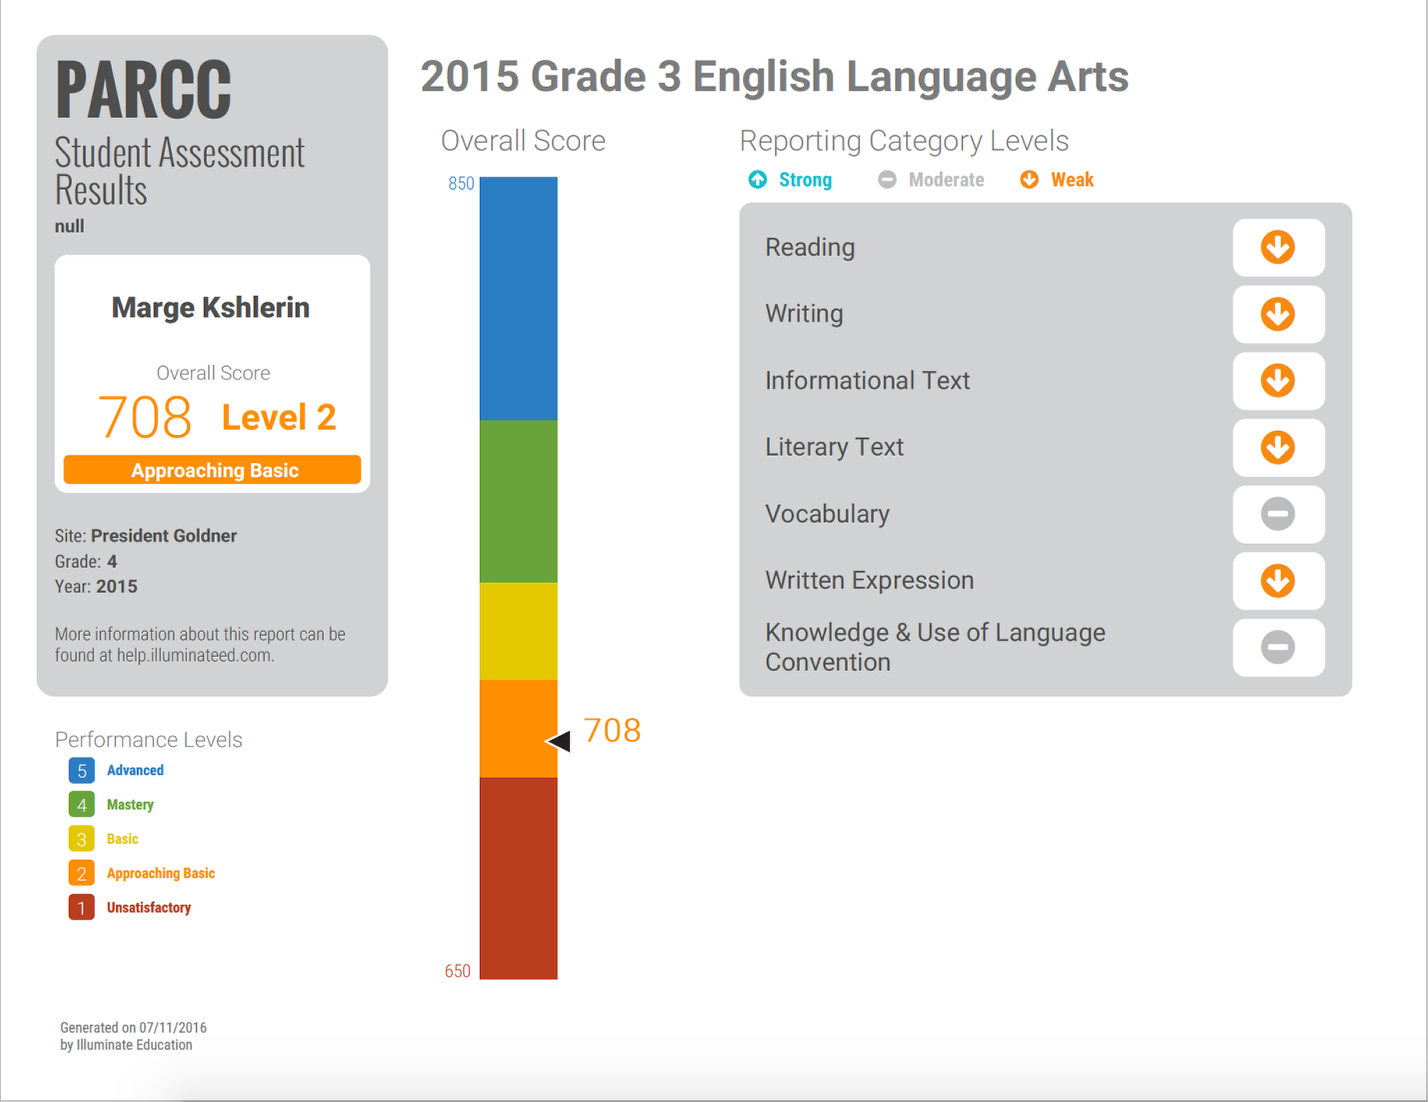 PARCC
Student Assessment
Results
null
Marge Kshlerin
Overall Score
708 Level 2
Approaching Basic
Site: President Goldner
Grade: 4
Year: 2015
More information about this report can be
found at help.illuminateed.com.
Performance Levels
5 Advanced
4 Mastery
3 Basic
2 Approaching Basic
1 Unsatisfactory
Generated on 07/11/2016
by Illuminate Education
2015 Grade 3 English Language Arts
Overall Score
850
708
650
Reporting Category Levels
Strong Moderate Weak
Reading
Writing
Informational Text
Literary Text
Vocabulary
Written Expression
Knowledge & Use of Language
Convention